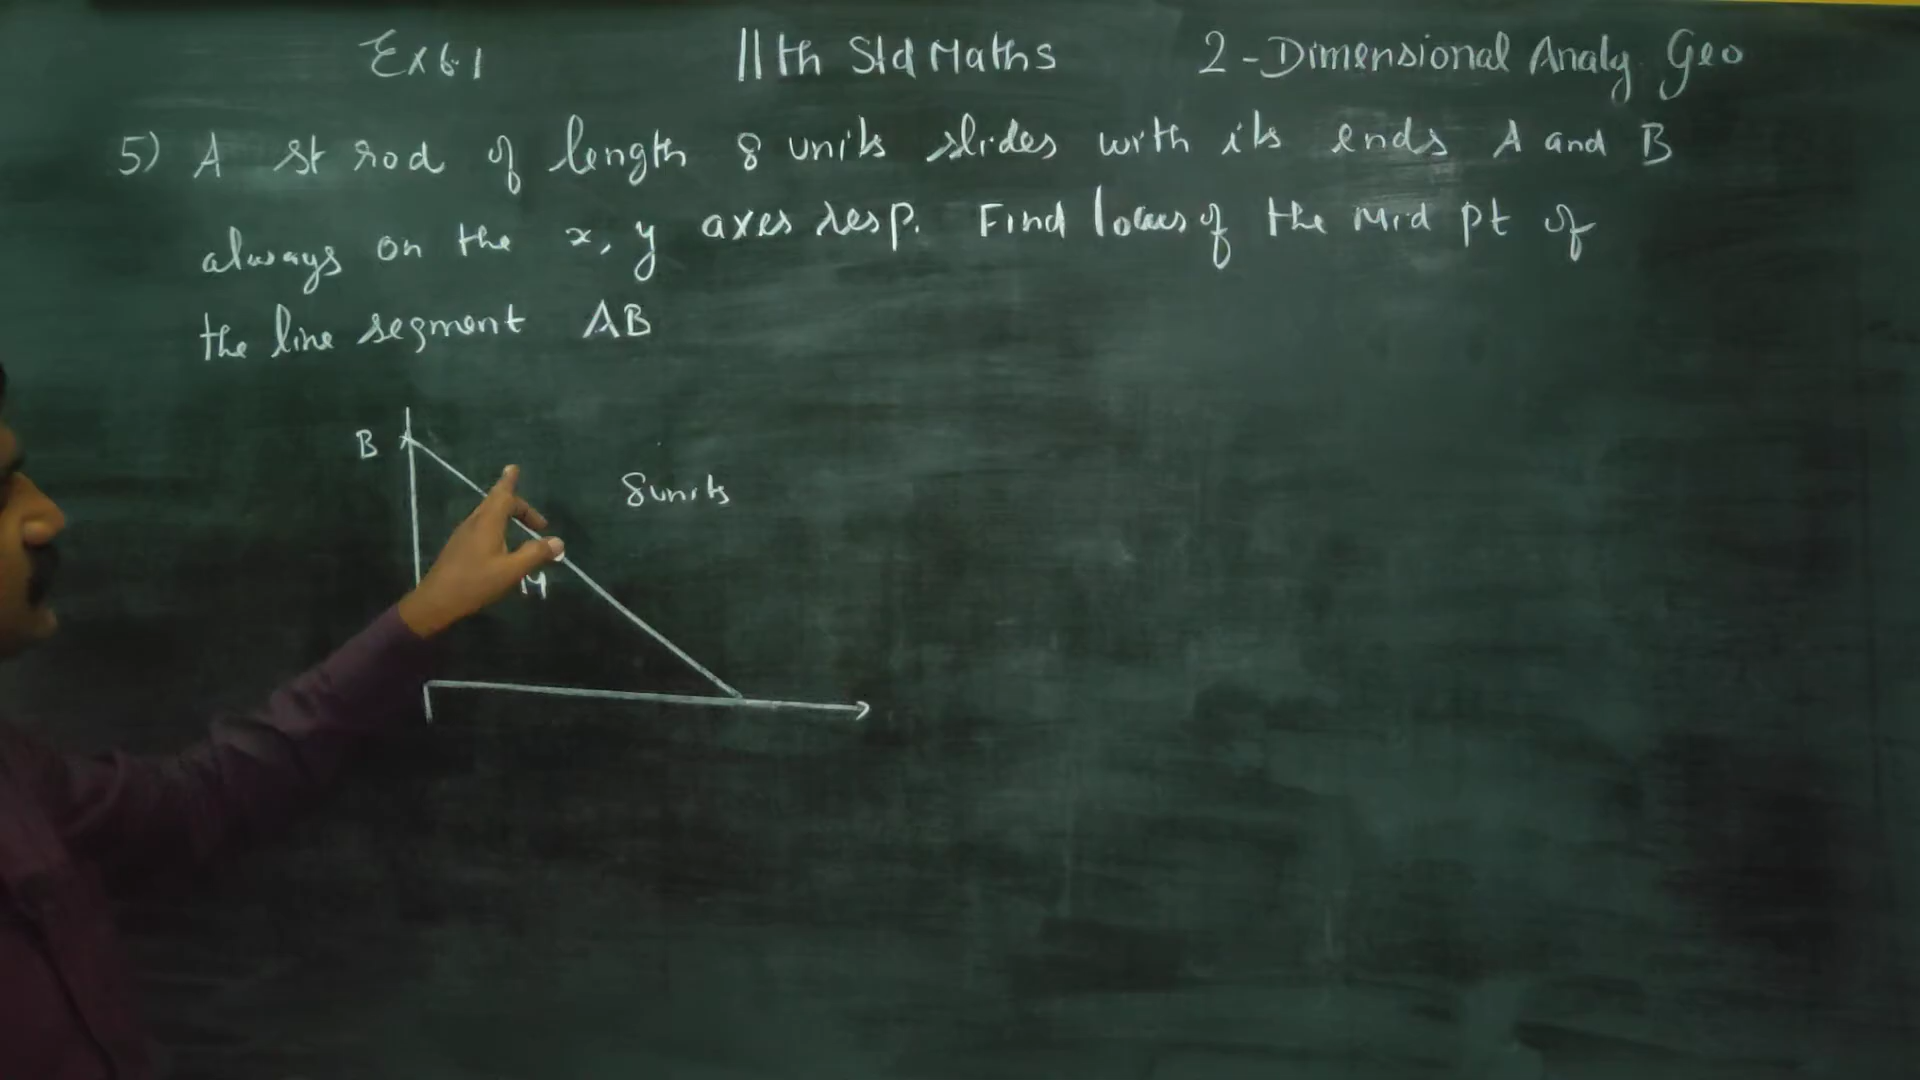 Ex 6.1 11th Std Maths 2-Dimensional Analy. Geo
5) A st rod of length 8 units slides with its ends A and B
always on the x, y axes resp. Find locus of the mid pt of
the line segment AB
B
8 units
M